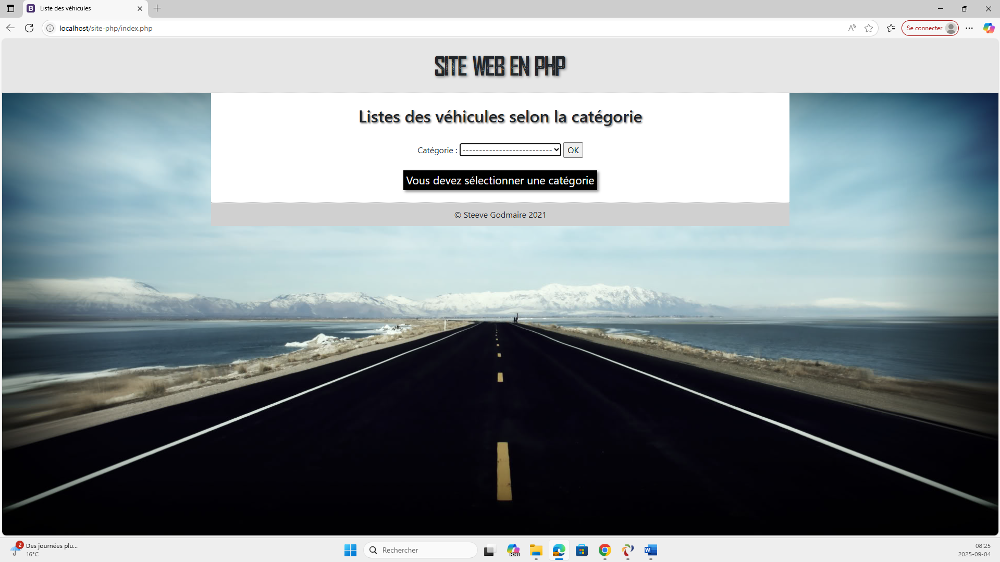 Liste des véhicules
localhost/site-php/index.php
Se connecter
SITE WEB EN PHP
Listes des véhicules selon la catégorie
Catégorie : --------------------------- OK
Vous devez sélectionner une catégorie
© Steeve Godmaire 2021
2
Des journées plu...
16°C
Rechercher
M365
08:25
2025-09-04